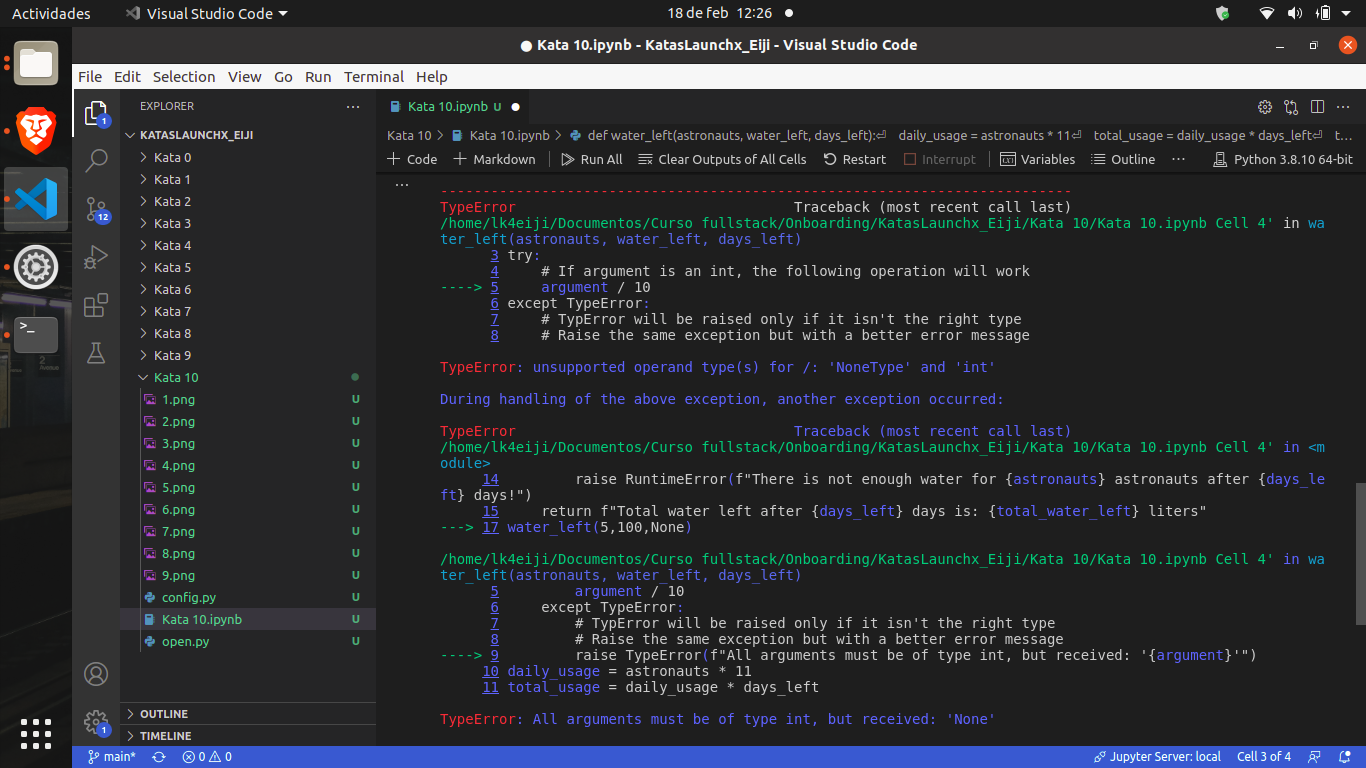 Actividades Visual Studio Code 18 de feb 12:26
● Kata 10.ipynb - KatasLaunchx_Eiji - Visual Studio Code
File Edit Selection View Go Run Terminal Help
EXPLORER ···
Kata 10.ipynb U ●
KATASLAUNCHX_EIJI
Kata 10 > Kata 10.ipynb > def water_left(astronauts, water_left, days_left):⏎ daily_usage = astronauts * 11⏎ total_usage = daily_usage * days_left⏎ t…
+ Code + Markdown Run All Clear Outputs of All Cells Restart Interrupt Variables Outline ··· Python 3.8.10 64-bit
1
12
Kata 0
Kata 1
Kata 2
Kata 3
Kata 4
Kata 5
Kata 6
Kata 7
Kata 8
Kata 9
Kata 10
1.png U
2.png U
3.png U
4.png U
5.png U
6.png U
7.png U
8.png U
9.png U
config.py U
Kata 10.ipynb U
open.py U
OUTLINE
TIMELINE
1
>_
···
---------------------------------------------------------------------------
TypeError Traceback (most recent call last)
/home/lk4eiji/Documentos/Curso fullstack/Onboarding/KatasLaunchx_Eiji/Kata 10/Kata 10.ipynb Cell 4' in wa
ter_left(astronauts, water_left, days_left)
3 try:
4 # If argument is an int, the following operation will work
----> 5 argument / 10
6 except TypeError:
7 # TypError will be raised only if it isn't the right type
8 # Raise the same exception but with a better error message
TypeError: unsupported operand type(s) for /: 'NoneType' and 'int'
During handling of the above exception, another exception occurred:
TypeError Traceback (most recent call last)
/home/lk4eiji/Documentos/Curso fullstack/Onboarding/KatasLaunchx_Eiji/Kata 10/Kata 10.ipynb Cell 4' in <m
odule>
14 raise RuntimeError(f"There is not enough water for {astronauts} astronauts after {days_le
ft} days!")
15 return f"Total water left after {days_left} days is: {total_water_left} liters"
---> 17 water_left(5,100,None)
/home/lk4eiji/Documentos/Curso fullstack/Onboarding/KatasLaunchx_Eiji/Kata 10/Kata 10.ipynb Cell 4' in wa
ter_left(astronauts, water_left, days_left)
5 argument / 10
6 except TypeError:
7 # TypError will be raised only if it isn't the right type
8 # Raise the same exception but with a better error message
----> 9 raise TypeError(f"All arguments must be of type int, but received: '{argument}'")
10 daily_usage = astronauts * 11
11 total_usage = daily_usage * days_left
TypeError: All arguments must be of type int, but received: 'None'
main* 0 0 Jupyter Server: local Cell 3 of 4